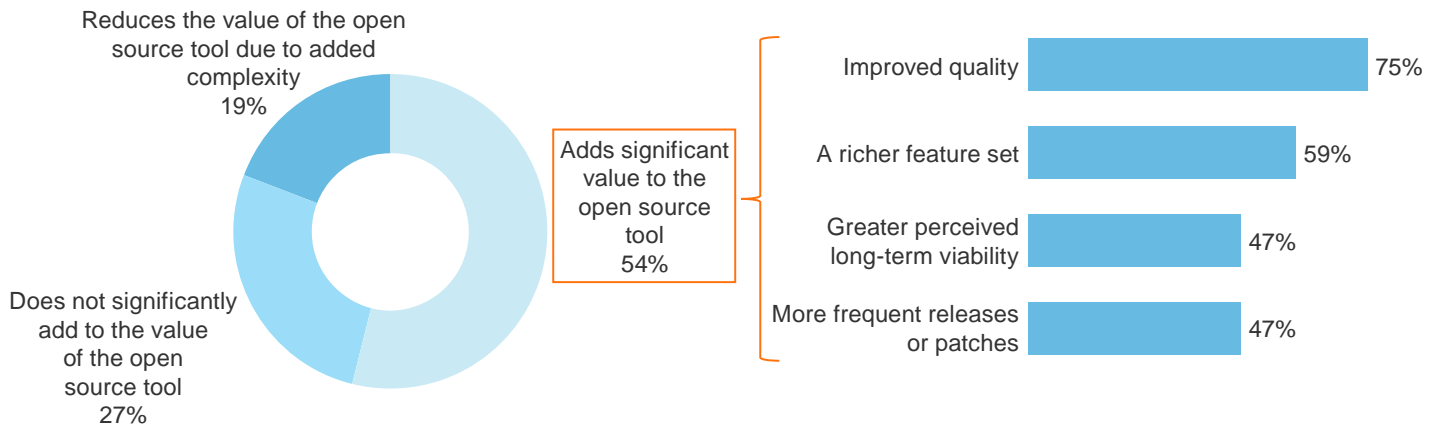 Reduces the value of the open
source tool due to added
complexity
19%
Does not significantly
add to the value
of the open
source tool
27%
Adds significant
value to the
open source
tool
54%
Improved quality
75%
A richer feature set
59%
Greater perceived
long-term viability
47%
More frequent releases
or patches
47%